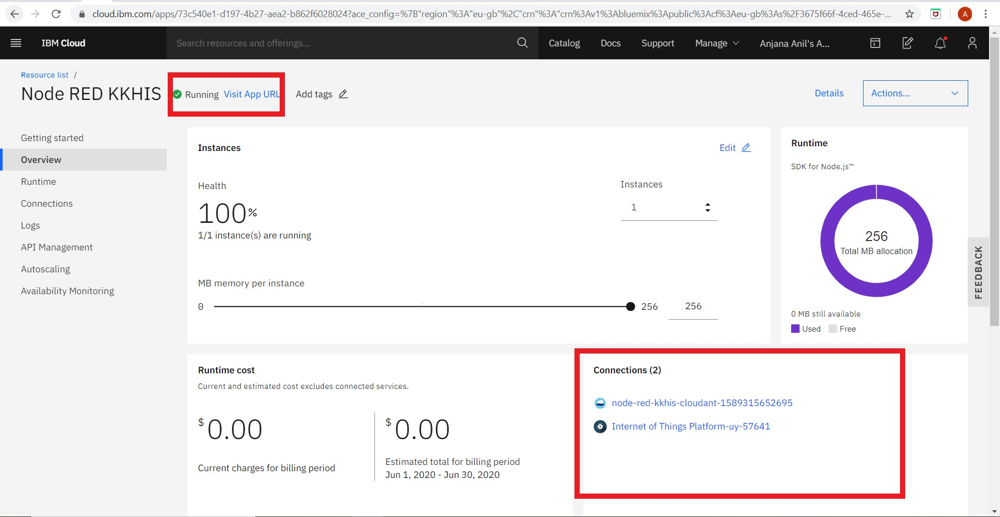 cloud.ibm.com/apps/73c540e1-d197-4b27-aea2-b862f6028024?ace_config=%7B"region"%3A"eu-gb"%2C"crn"%3A"crn%3Av1%3Abluemix%3Apublic%3Acf%3Aeu-gb%3As%2F3675f66f-4ced-465e-...
A
IBM Cloud
Search resources and offerings...
Catalog
Docs
Support
Manage
Anjana Anil's A...
Resource list /
Node RED KKHIS
Running Visit App URL
Add tags
Details
Actions...
Getting started
Overview
Runtime
Connections
Logs
API Management
Autoscaling
Availability Monitoring
Instances
Edit
Health
100%
1/1 instance(s) are running
Instances
1
MB memory per instance
0
256
256
Runtime
SDK for Node.js™
256
Total MB allocation
0 MB still available
Used
Free
FEEDBACK
Runtime cost
Current and estimated cost excludes connected services.
$0.00
Current charges for billing period
$0.00
Estimated total for billing period
Jun 1, 2020 - Jun 30, 2020
Connections (2)
node-red-kkhis-cloudant-1589315652695
Internet of Things Platform-uy-57641